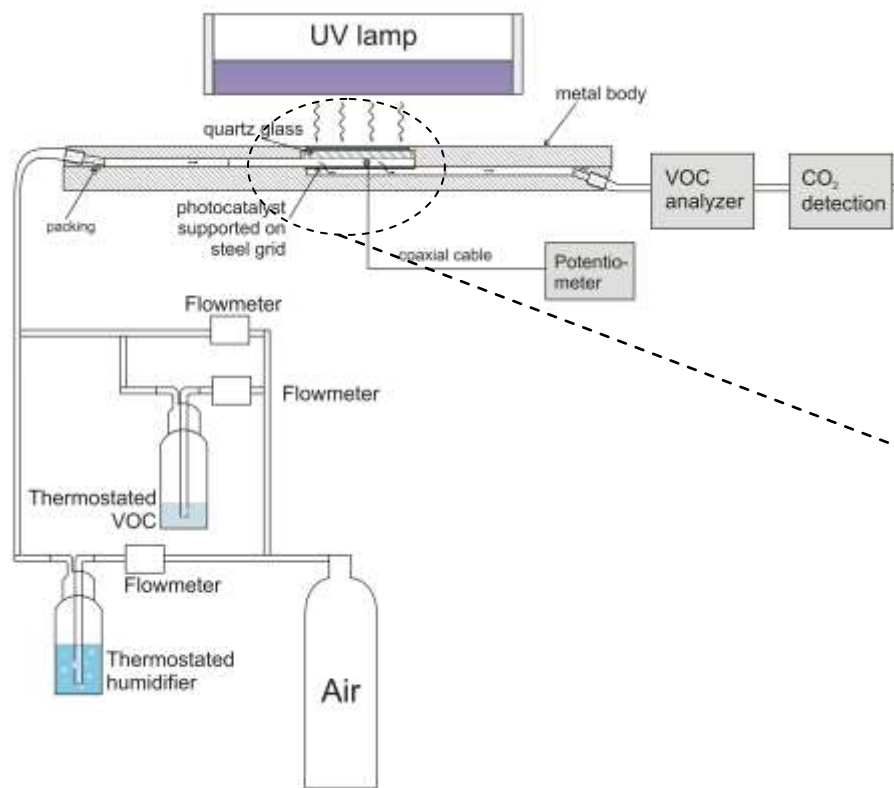 UV lamp
metal body
quartz glass
VOC
analyzer
CO₂
detection
packing
photocatalyst
supported on
steel grid
coaxial cable
Potentio-
meter
Flowmeter
Flowmeter
Thermostated
VOC
Flowmeter
Thermostated
humidifier
Air